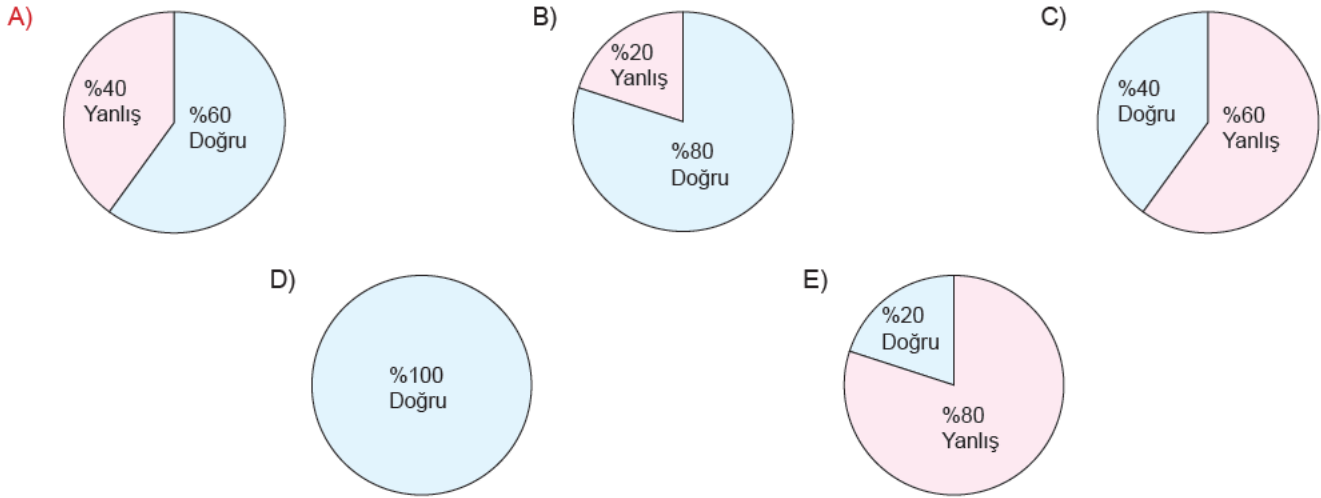 A)
%40
Yanlış
%60
Doğru
B)
%20
Yanlış
%80
Doğru
C)
%40
Doğru
%60
Yanlış
D)
%100
Doğru
E)
%20
Doğru
%80
Yanlış